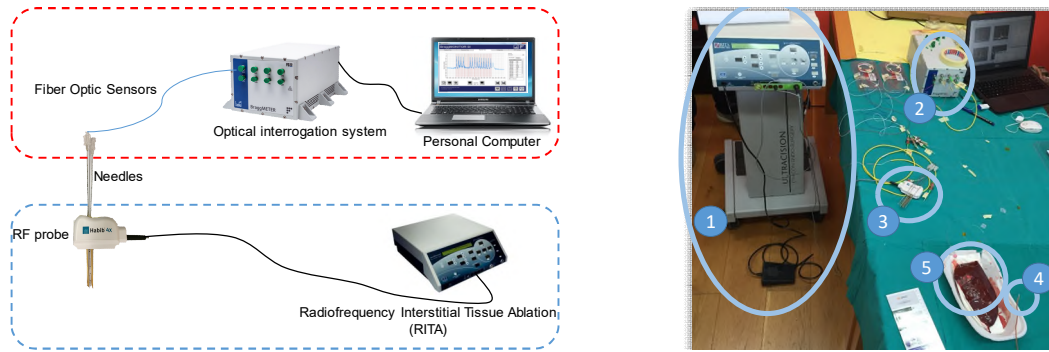 Fiber Optic Sensors
BraggMETER
Optical interrogation system
Personal Computer
Needles
RF probe
Habib 4X
Radiofrequency Interstitial Tissue Ablation
(RITA)
1
ULTRACISION
2
3
5
4